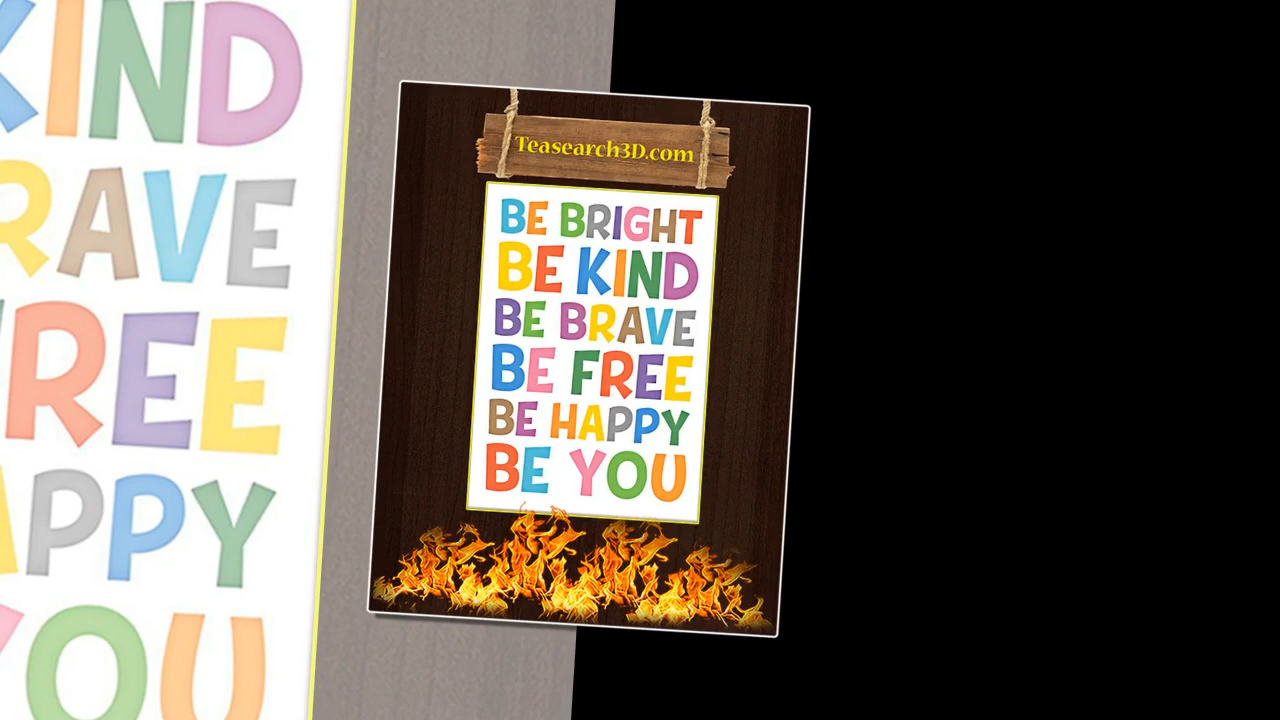 KIND
RAVE
REE
APPY
YOU
Teasearch3D.com
BE BRIGHT
BE KIND
BE BRAVE
BE FREE
BE HAPPY
BE YOU